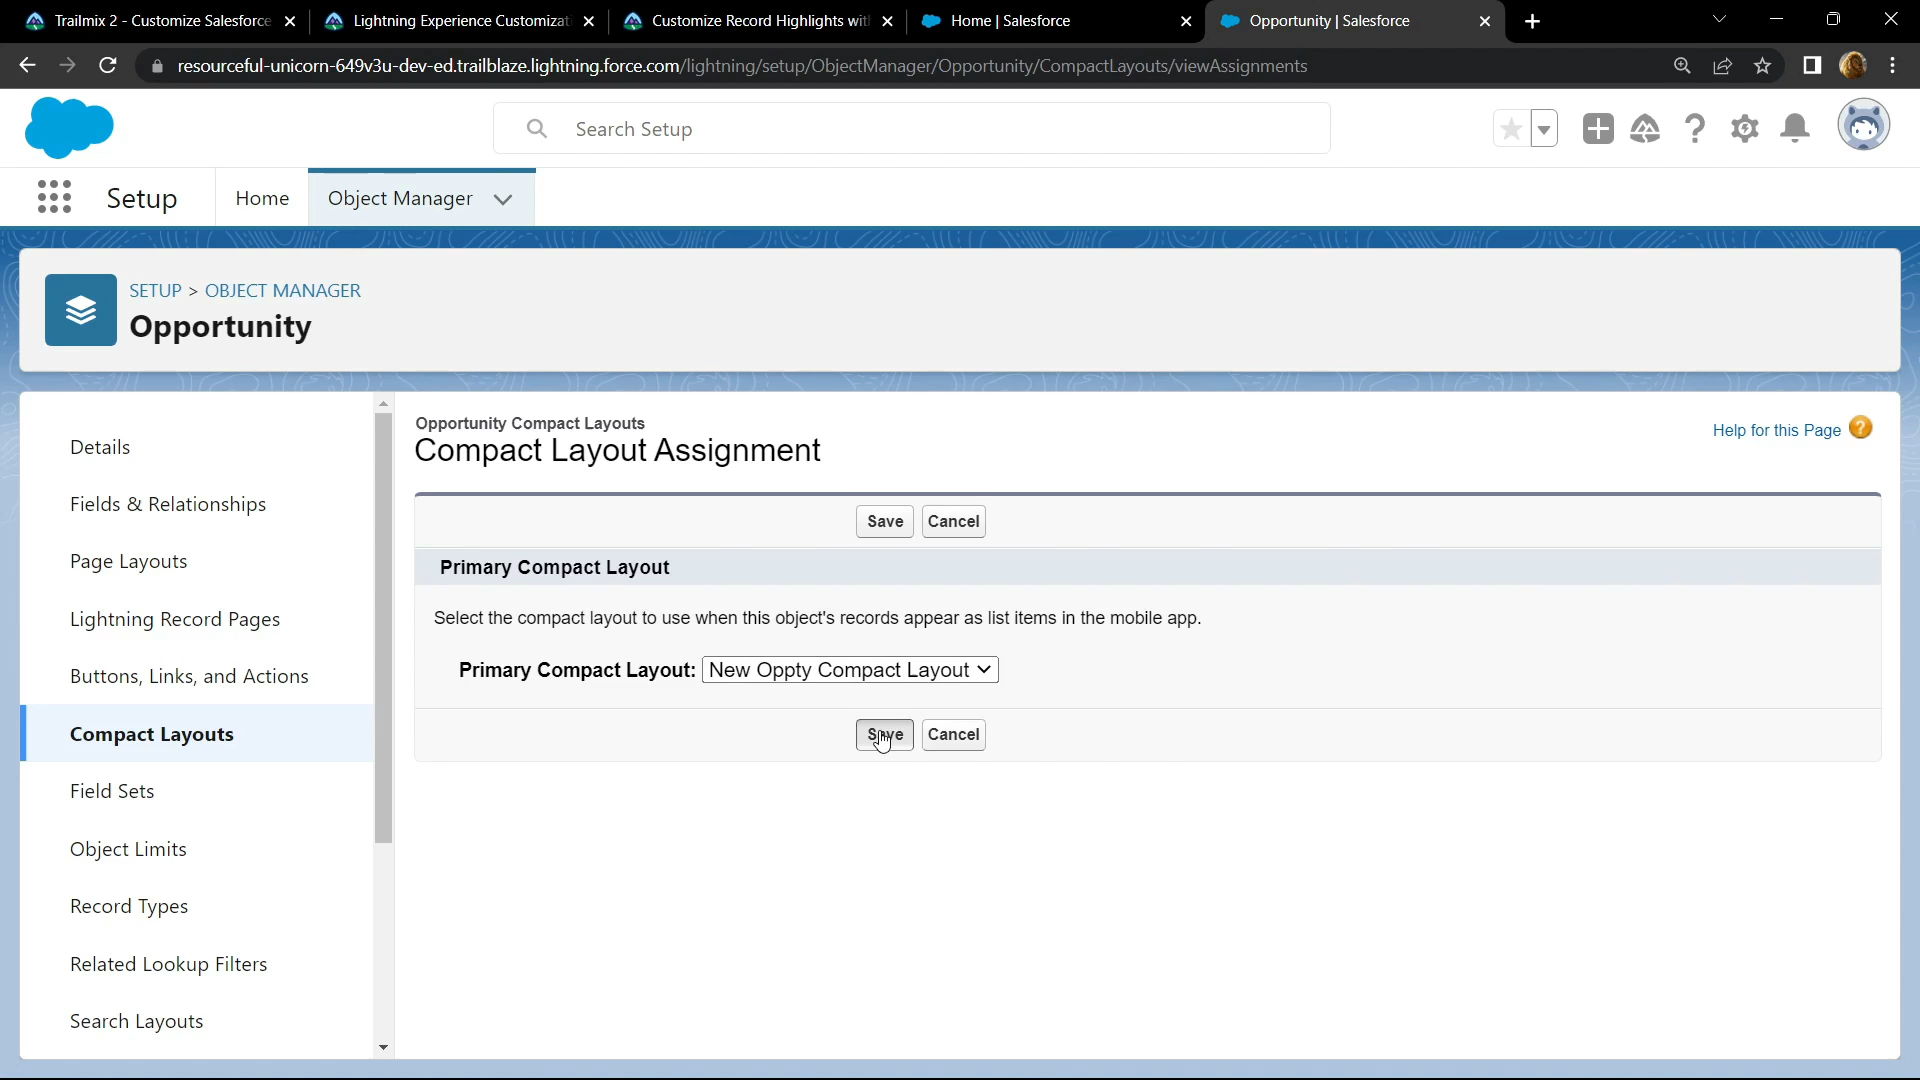 Trailmix 2 - Customize Salesforce
Lightning Experience Customizat
Customize Record Highlights wit
Home | Salesforce
Opportunity | Salesforce
resourceful-unicorn-649v3u-dev-ed.trailblaze.lightning.force.com/lightning/setup/ObjectManager/Opportunity/CompactLayouts/viewAssignments
Search Setup
Setup
Home
Object Manager
SETUP > OBJECT MANAGER
Opportunity
Details
Fields & Relationships
Page Layouts
Lightning Record Pages
Buttons, Links, and Actions
Compact Layouts
Field Sets
Object Limits
Record Types
Related Lookup Filters
Search Layouts
Opportunity Compact Layouts
Compact Layout Assignment
Help for this Page ?
Save Cancel
Primary Compact Layout
Select the compact layout to use when this object's records appear as list items in the mobile app.
Primary Compact Layout: New Oppty Compact Layout
Save Cancel